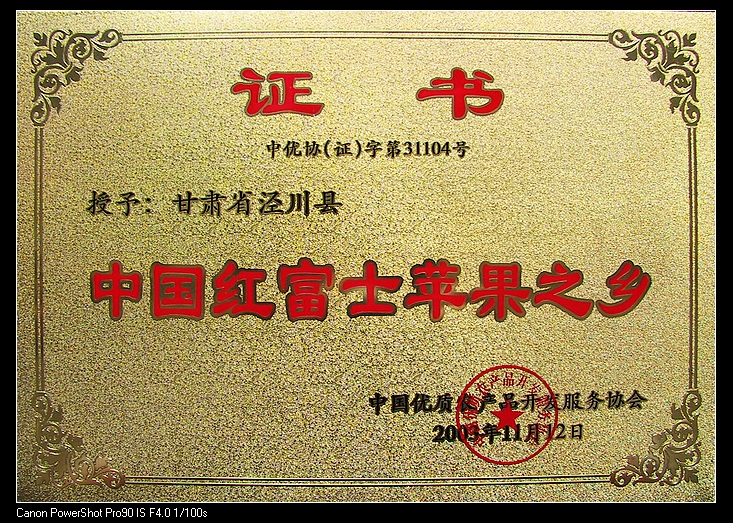 证 书
中优协(证)字第31104号
授予：甘肃省泾川县
中国红富士苹果之乡
中国优质农产品开发服务协会
2003年11月12日
Canon PowerShot Pro90 IS F4.0 1/100s